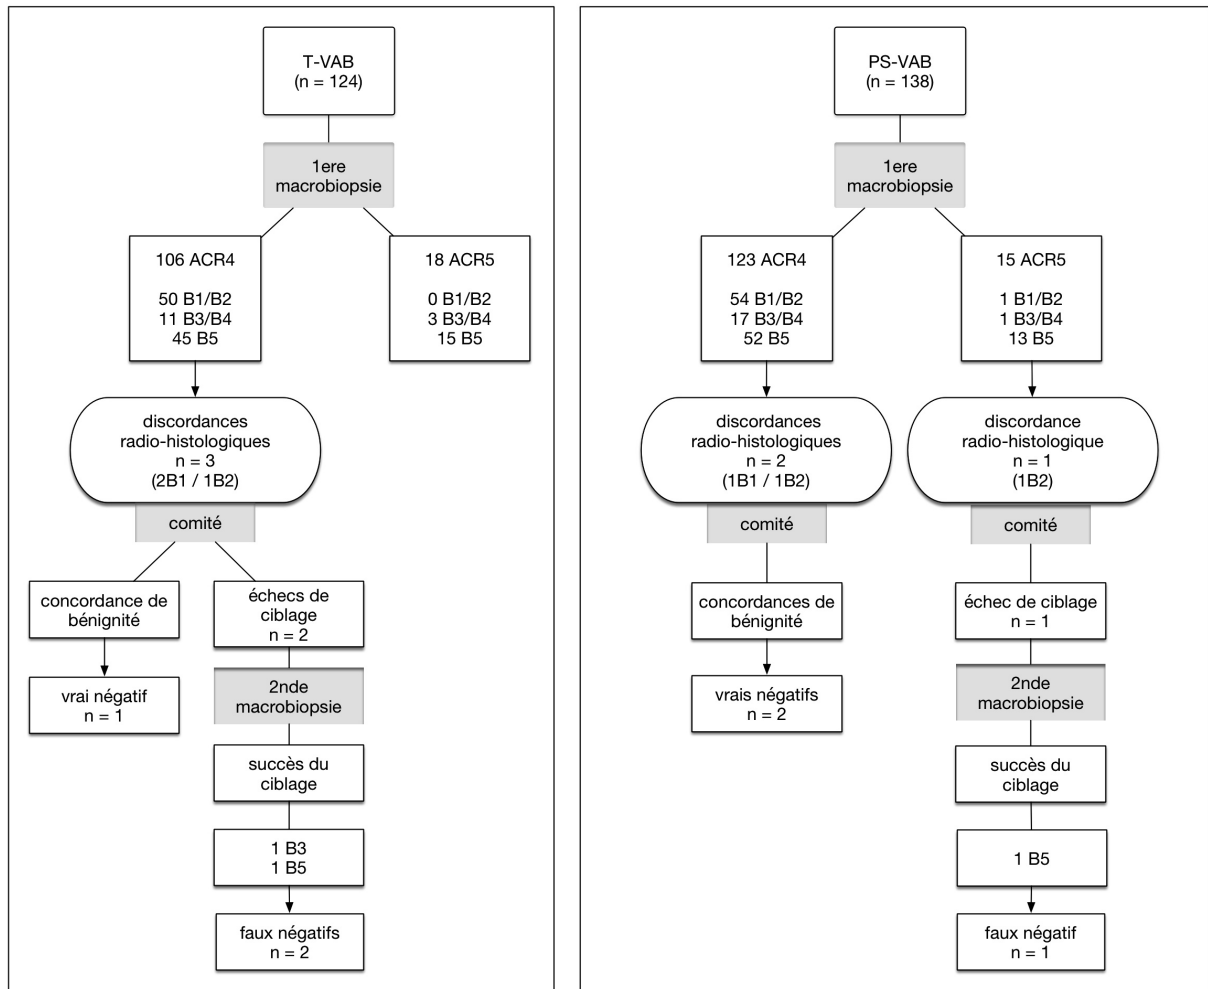 T-VAB
(n = 124)
1ere
macrobiopsie
106 ACR4
50 B1/B2
11 B3/B4
45 B5
18 ACR5
0 B1/B2
3 B3/B4
15 B5
discordances
radio-histologiques
n = 3
(2B1 / 1B2)
comité
concordance de
bénignité
vrai négatif
n = 1
échecs de
ciblage
n = 2
2nde
macrobiopsie
succès du
ciblage
1 B3
1 B5
faux négatifs
n = 2
PS-VAB
(n = 138)
1ere
macrobiopsie
123 ACR4
54 B1/B2
17 B3/B4
52 B5
15 ACR5
1 B1/B2
1 B3/B4
13 B5
discordances
radio-histologiques
n = 2
(1B1 / 1B2)
comité
concordances de
bénignité
vrais négatifs
n = 2
discordance
radio-histologique
n = 1
(1B2)
comité
échec de ciblage
n = 1
2nde
macrobiopsie
succès du
ciblage
1 B5
faux négatif
n = 1